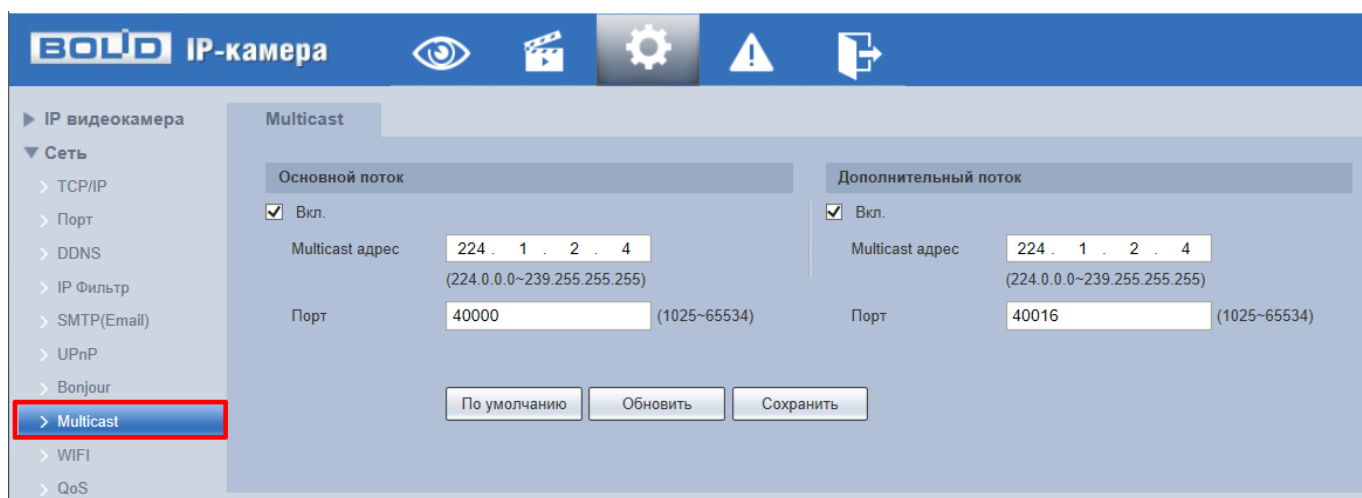 BOLID IP-камера
IP видеокамера
Сеть
TCP/IP
Порт
DDNS
IP Фильтр
SMTP(Email)
UPnP
Bonjour
Multicast
WIFI
QoS
Multicast
Основной поток
Вкл.
Multicast адрес 224. 1 . 2 . 4
(224.0.0.0~239.255.255.255)
Порт 40000 (1025~65534)
Дополнительный поток
Вкл.
Multicast адрес 224. 1 . 2 . 4
(224.0.0.0~239.255.255.255)
Порт 40016 (1025~65534)
По умолчанию Обновить Сохранить